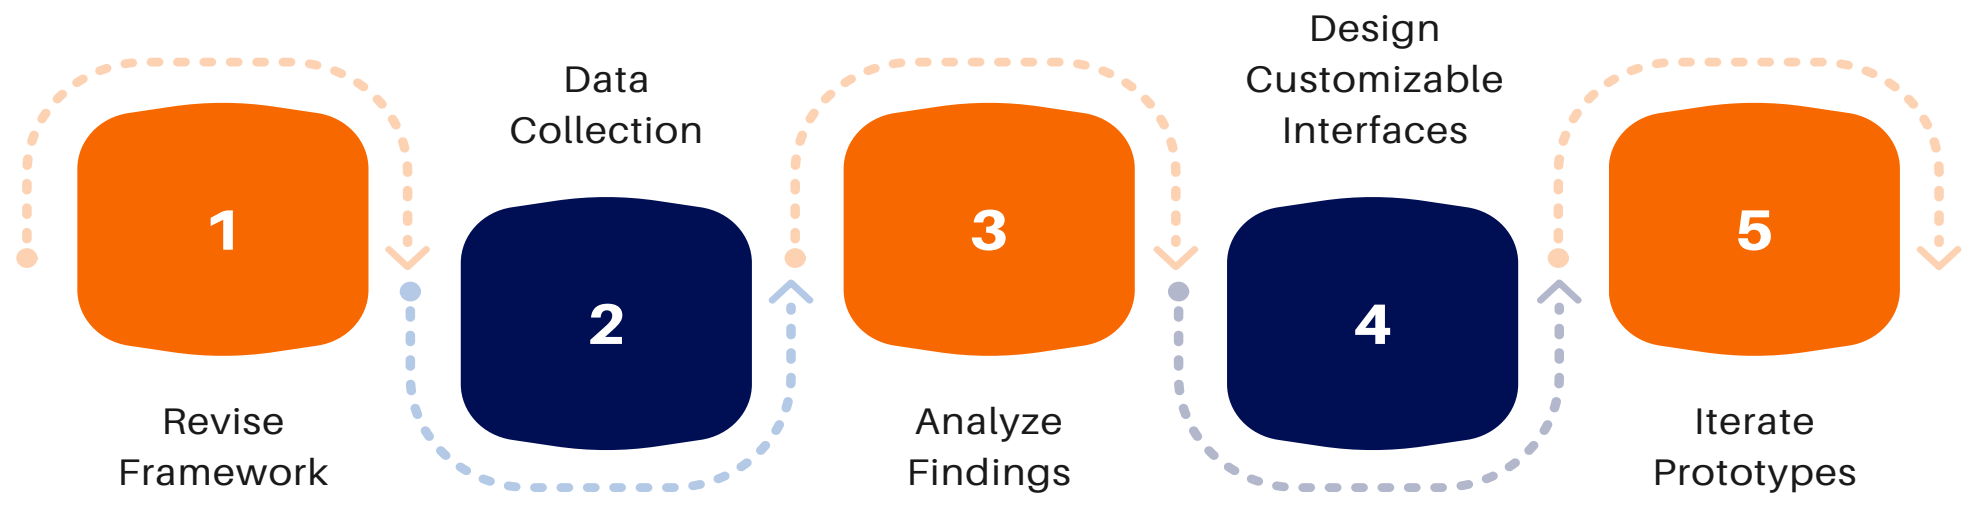 1
Revise
Framework
Data
Collection
2
3
Analyze
Findings
Design
Customizable
Interfaces
4
5
Iterate
Prototypes